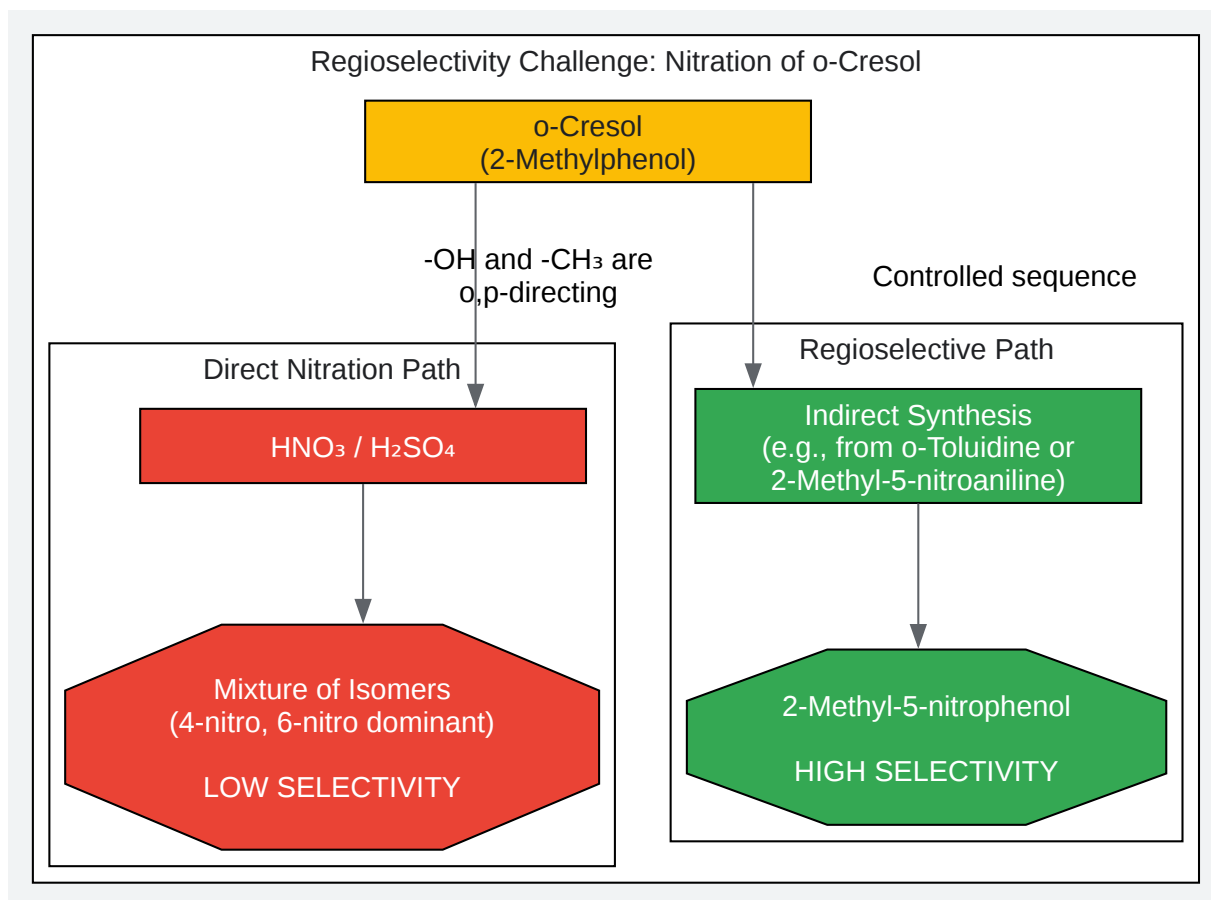 Regioselectivity Challenge: Nitration of o-Cresol
o-Cresol
(2-Methylphenol)
-OH and -CH₃ are
o,p-directing
Controlled sequence
Direct Nitration Path
HNO₃ / H₂SO₄
Mixture of Isomers
(4-nitro, 6-nitro dominant)
LOW SELECTIVITY
Regioselective Path
Indirect Synthesis
(e.g., from o-Toluidine or
2-Methyl-5-nitroaniline)
2-Methyl-5-nitrophenol
HIGH SELECTIVITY